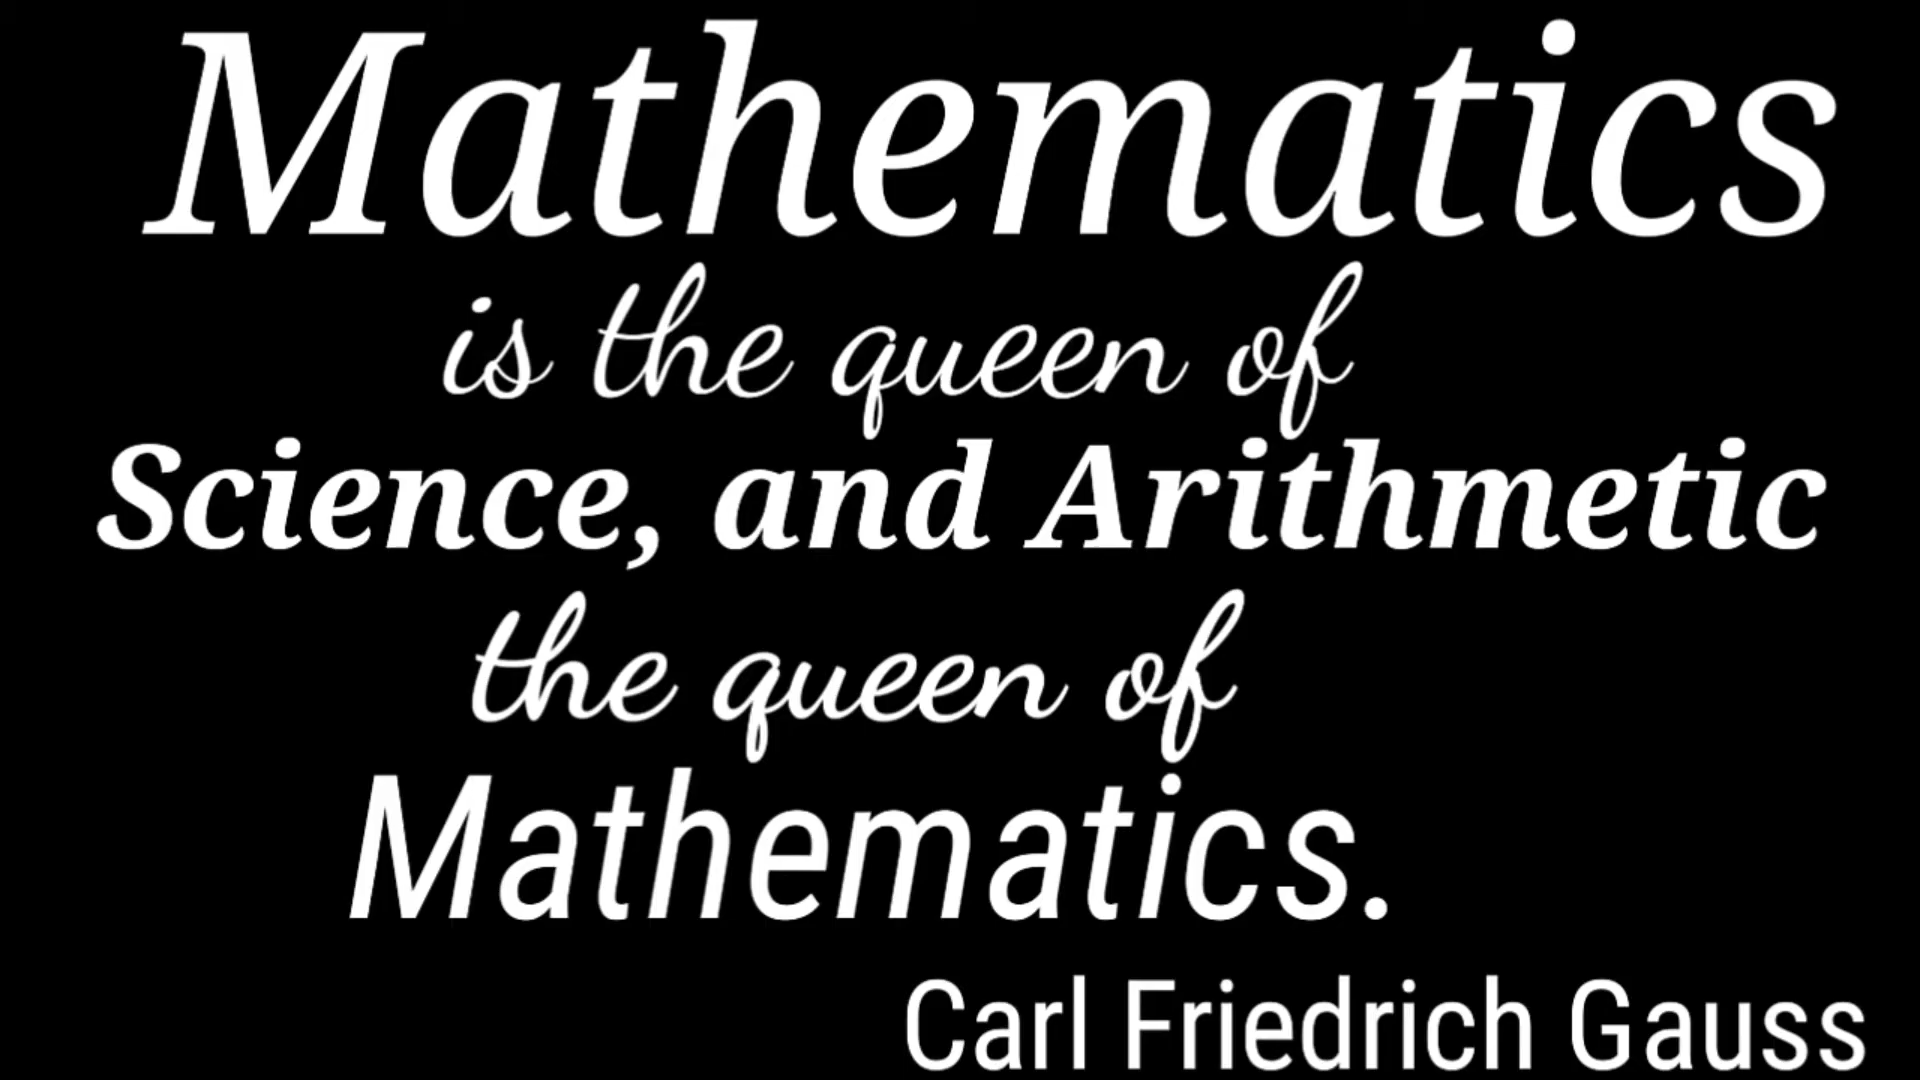 Mathematics
is the queen of
Science, and Arithmetic
the queen of
Mathematics.
Carl Friedrich Gauss